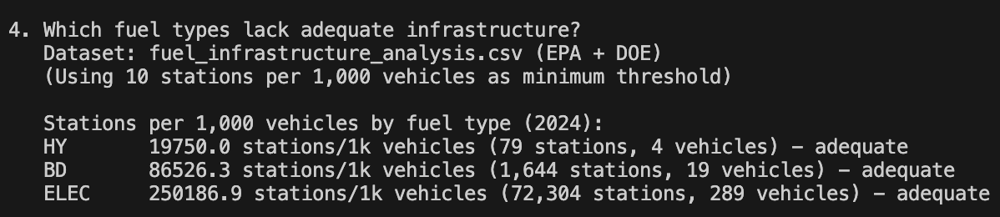 4. Which fuel types lack adequate infrastructure?
Dataset: fuel_infrastructure_analysis.csv (EPA + DOE)
(Using 10 stations per 1,000 vehicles as minimum threshold)
Stations per 1,000 vehicles by fuel type (2024):
HY 19750.0 stations/1k vehicles (79 stations, 4 vehicles) – adequate
BD 86526.3 stations/1k vehicles (1,644 stations, 19 vehicles) – adequate
ELEC 250186.9 stations/1k vehicles (72,304 stations, 289 vehicles) – adequate